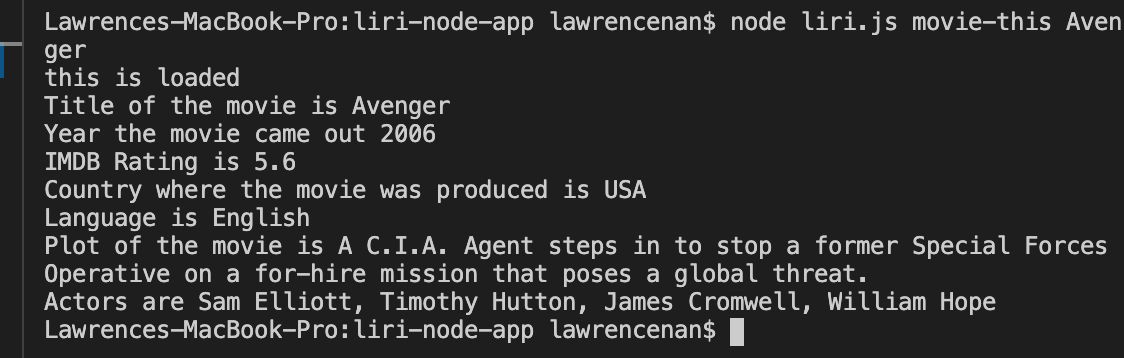 Lawrences-MacBook-Pro:liri-node-app lawrencenan$ node liri.js movie-this Aven
ger
this is loaded
Title of the movie is Avenger
Year the movie came out 2006
IMDB Rating is 5.6
Country where the movie was produced is USA
Language is English
Plot of the movie is A C.I.A. Agent steps in to stop a former Special Forces
Operative on a for-hire mission that poses a global threat.
Actors are Sam Elliott, Timothy Hutton, James Cromwell, William Hope
Lawrences-MacBook-Pro:liri-node-app lawrencenan$